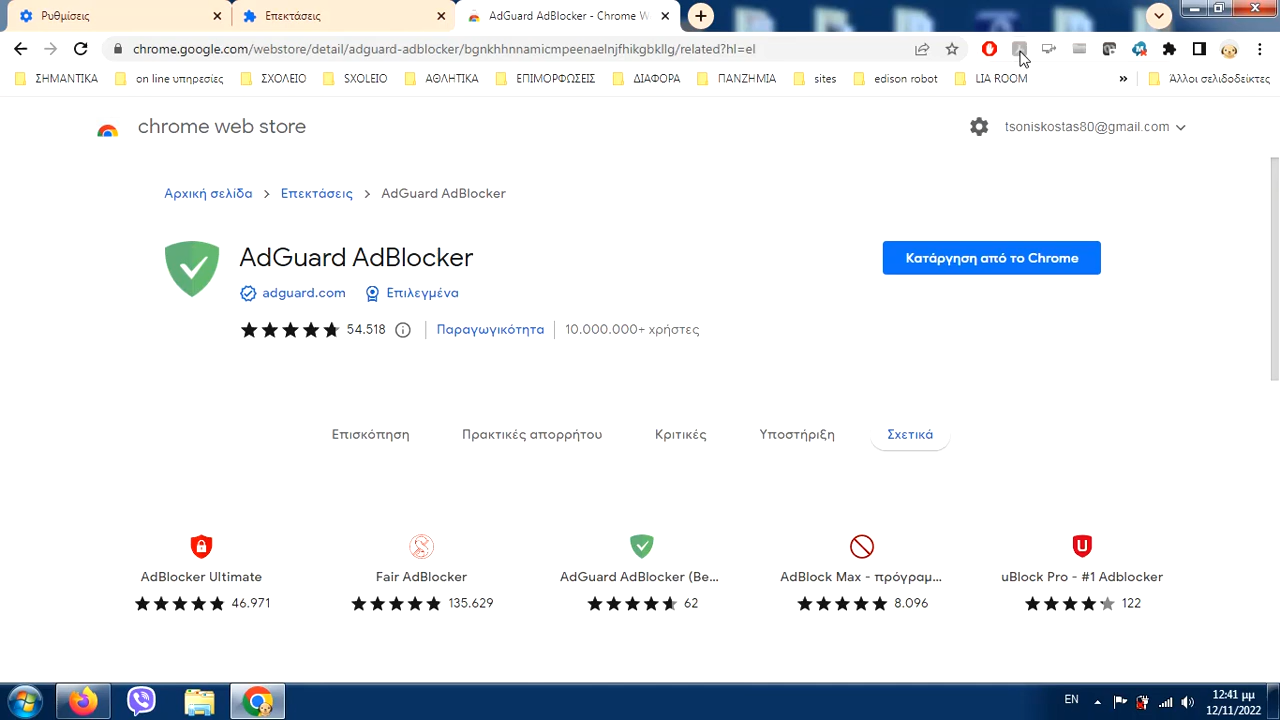 Ρυθμίσεις
Επεκτάσεις
AdGuard AdBlocker - Chrome W
chrome.google.com/webstore/detail/adguard-adblocker/bgnkhhnnamicmpeenaelnjfhikgbkllg/related?hl=el
ΣΗΜΑΝΤΙΚΑ
on line υπηρεσίες
ΣΧΟΛΕΙΟ
SXOLEIO
ΑΘΛΗΤΙΚΑ
ΕΠΙΜΟΡΦΩΣΕΙΣ
ΔΙΑΦΟΡΑ
ΠΑΝΖΗΜΙΑ
sites
edison robot
LIA ROOM
»
Άλλοι σελιδοδείκτες
chrome web store
tsoniskostas80@gmail.com
Αρχική σελίδα > Επεκτάσεις > AdGuard AdBlocker
AdGuard AdBlocker
Κατάργηση από το Chrome
adguard.com
Επιλεγμένα
54.518
Παραγωγικότητα
10.000.000+ χρήστες
Επισκόπηση
Πρακτικές απορρήτου
Κριτικές
Υποστήριξη
Σχετικά
AdBlocker Ultimate
Fair AdBlocker
AdGuard AdBlocker (Be...
AdBlock Max - πρόγραμ...
uBlock Pro - #1 Adblocker
46.971
135.629
62
8.096
122
EN
12:41 μμ
12/11/2022